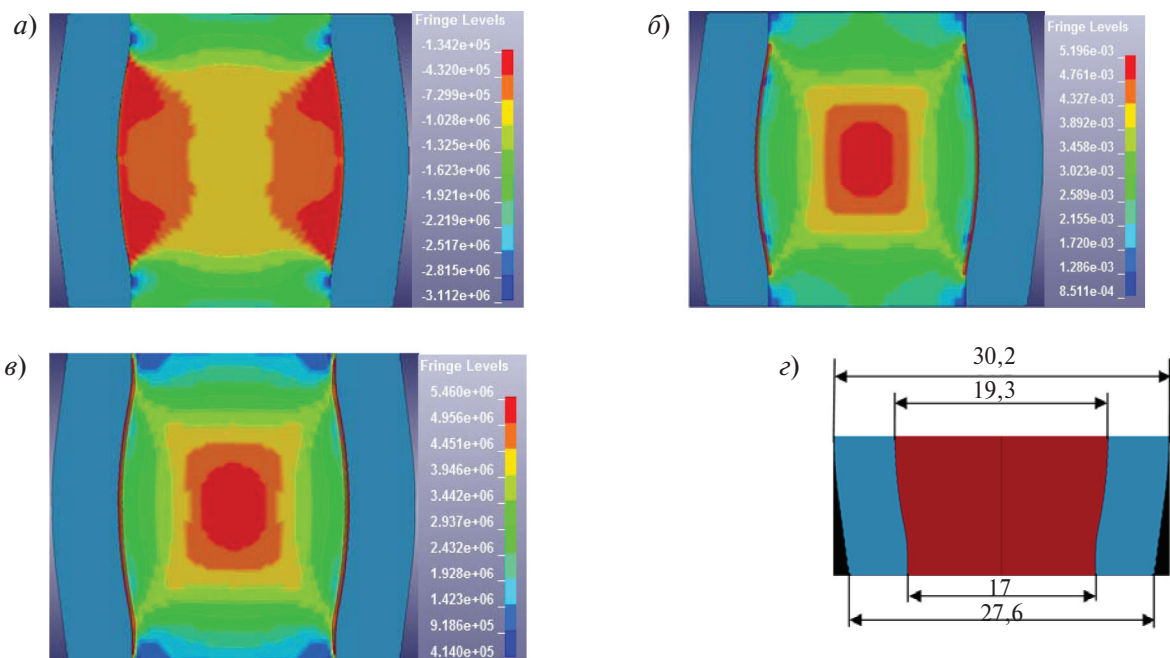 а)
Fringe Levels
-1.342e+05
-4.320e+05
-7.299e+05
-1.028e+06
-1.325e+06
-1.623e+06
-1.921e+06
-2.219e+06
-2.517e+06
-2.815e+06
-3.112e+06
б)
Fringe Levels
5.196e-03
4.761e-03
4.327e-03
3.892e-03
3.458e-03
3.023e-03
2.589e-03
2.155e-03
1.720e-03
1.286e-03
8.511e-04
в)
Fringe Levels
5.460e+06
4.956e+06
4.451e+06
3.946e+06
3.442e+06
2.937e+06
2.432e+06
1.928e+06
1.423e+06
9.186e+05
4.140e+05
г)
30,2
19,3
17
27,6